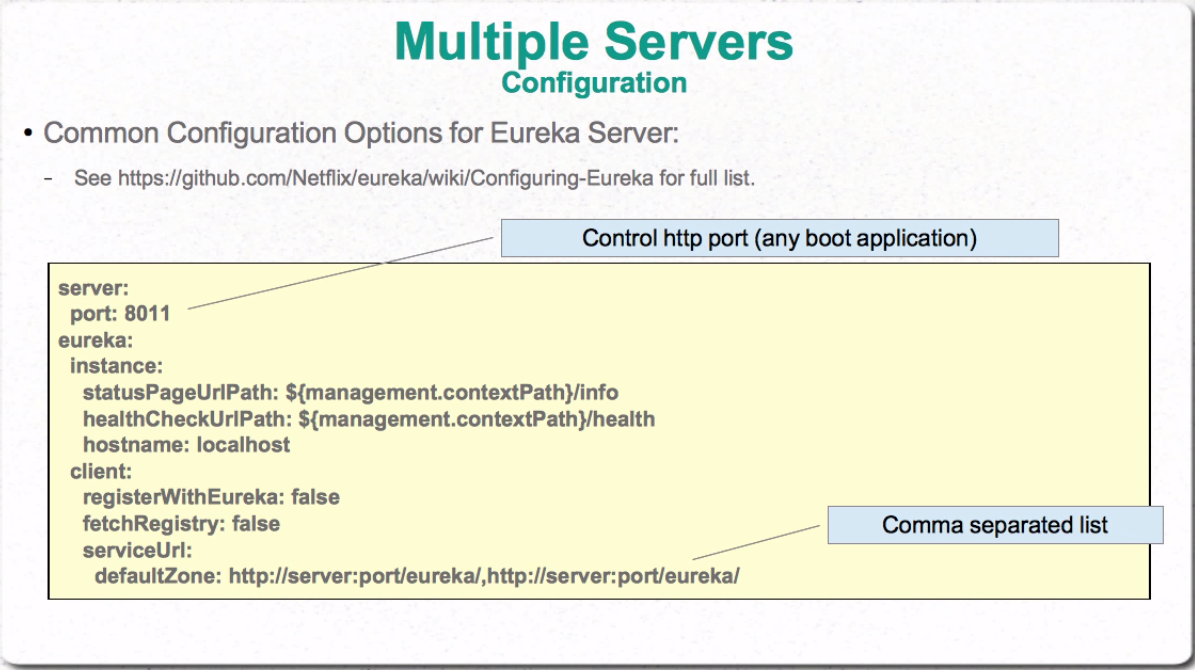 Multiple Servers
Configuration
• Common Configuration Options for Eureka Server:
– See https://github.com/Netflix/eureka/wiki/Configuring-Eureka for full list.
Control http port (any boot application)
server:
  port: 8011
eureka:
  instance:
    statusPageUrlPath: ${management.contextPath}/info
    healthCheckUrlPath: ${management.contextPath}/health
    hostname: localhost
  client:
    registerWithEureka: false
    fetchRegistry: false
    serviceUrl:
      defaultZone: http://server:port/eureka/,http://server:port/eureka/
Comma separated list